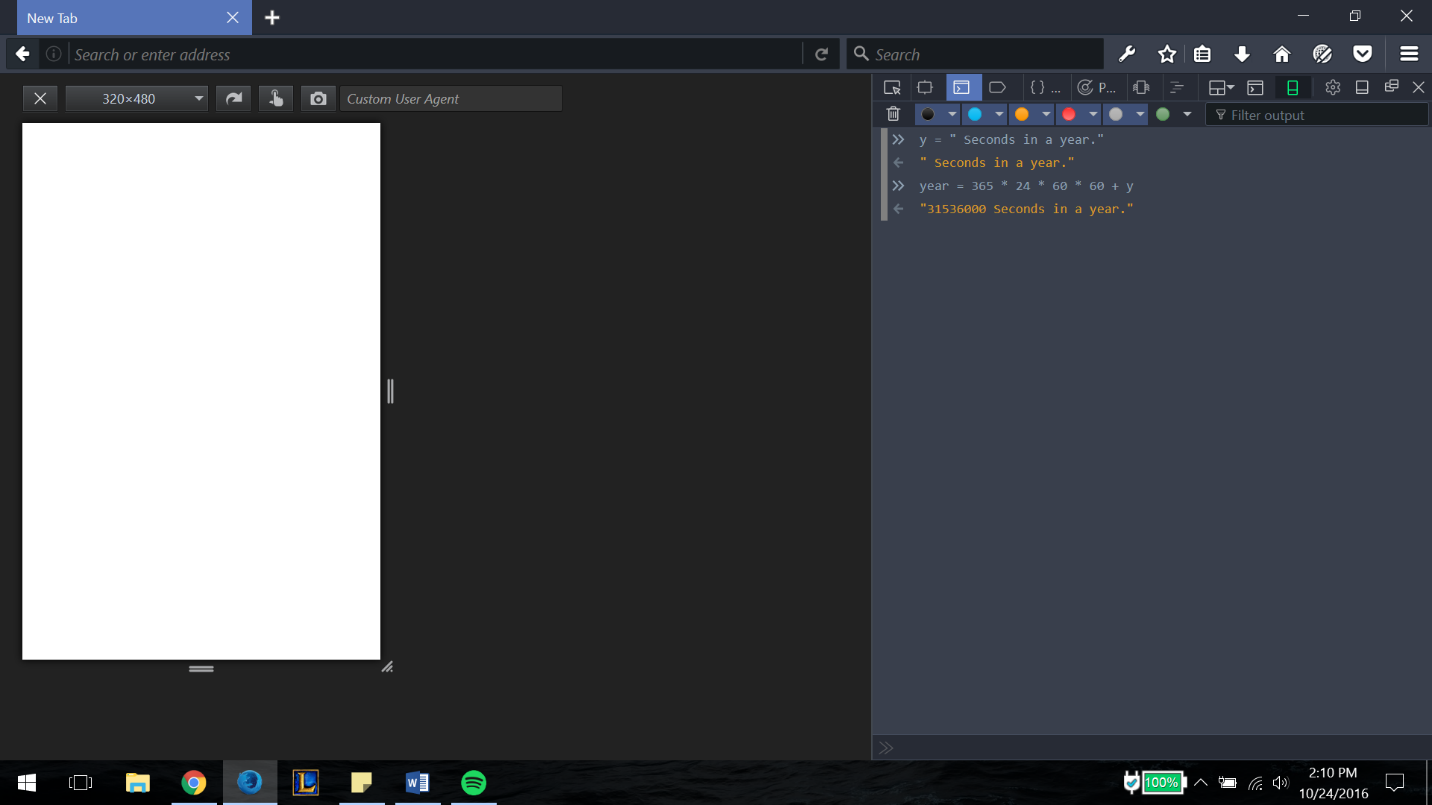 New Tab
Search or enter address
Search
320×480
Custom User Agent
{ } ...
P...
Filter output
y = " Seconds in a year."
" Seconds in a year."
year = 365 * 24 * 60 * 60 + y
"31536000 Seconds in a year."
L
W
100%
2:10 PM
10/24/2016